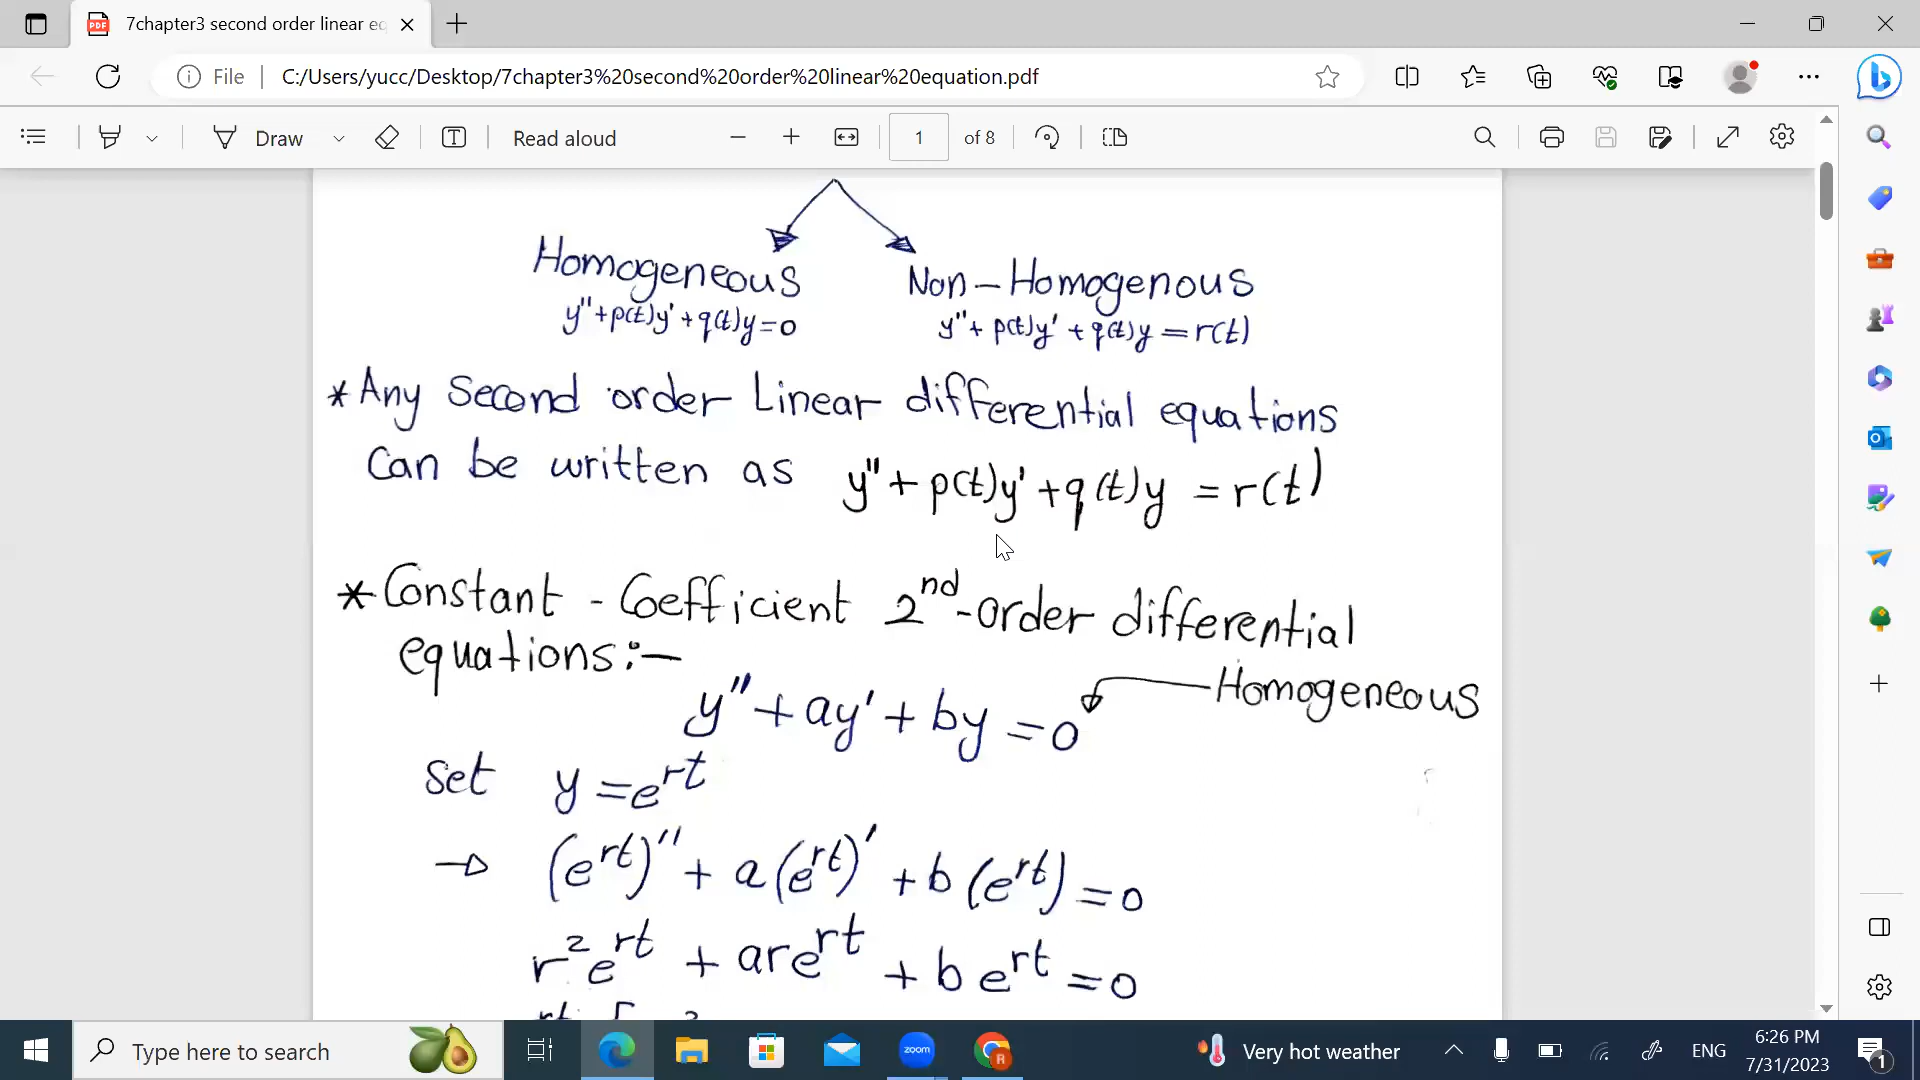 7chapter3 second order linear eq
File
C:/Users/yucc/Desktop/7chapter3%20second%20order%20linear%20equation.pdf
Draw
Read aloud
1
of 8
Homogeneous
Non-Homogenous
y''+p(t)y'+q(t)y=0
y''+ p(t)y' + q(t)y = r(t)
*Any Second order Linear differential equations
Can be written as y''+ p(t)y' +q(t)y = r(t)
*Constant - Coefficient 2nd-order differential
equations:-
Homogeneous
y''+ay'+by=0
Set y=e^rt
→ (e^rt)'' + a(e^rt)' +b(e^rt)=0
r^2e^rt + are^rt + b e^rt =0
Type here to search
zoom
R
Very hot weather
ENG
6:26 PM
7/31/2023
1